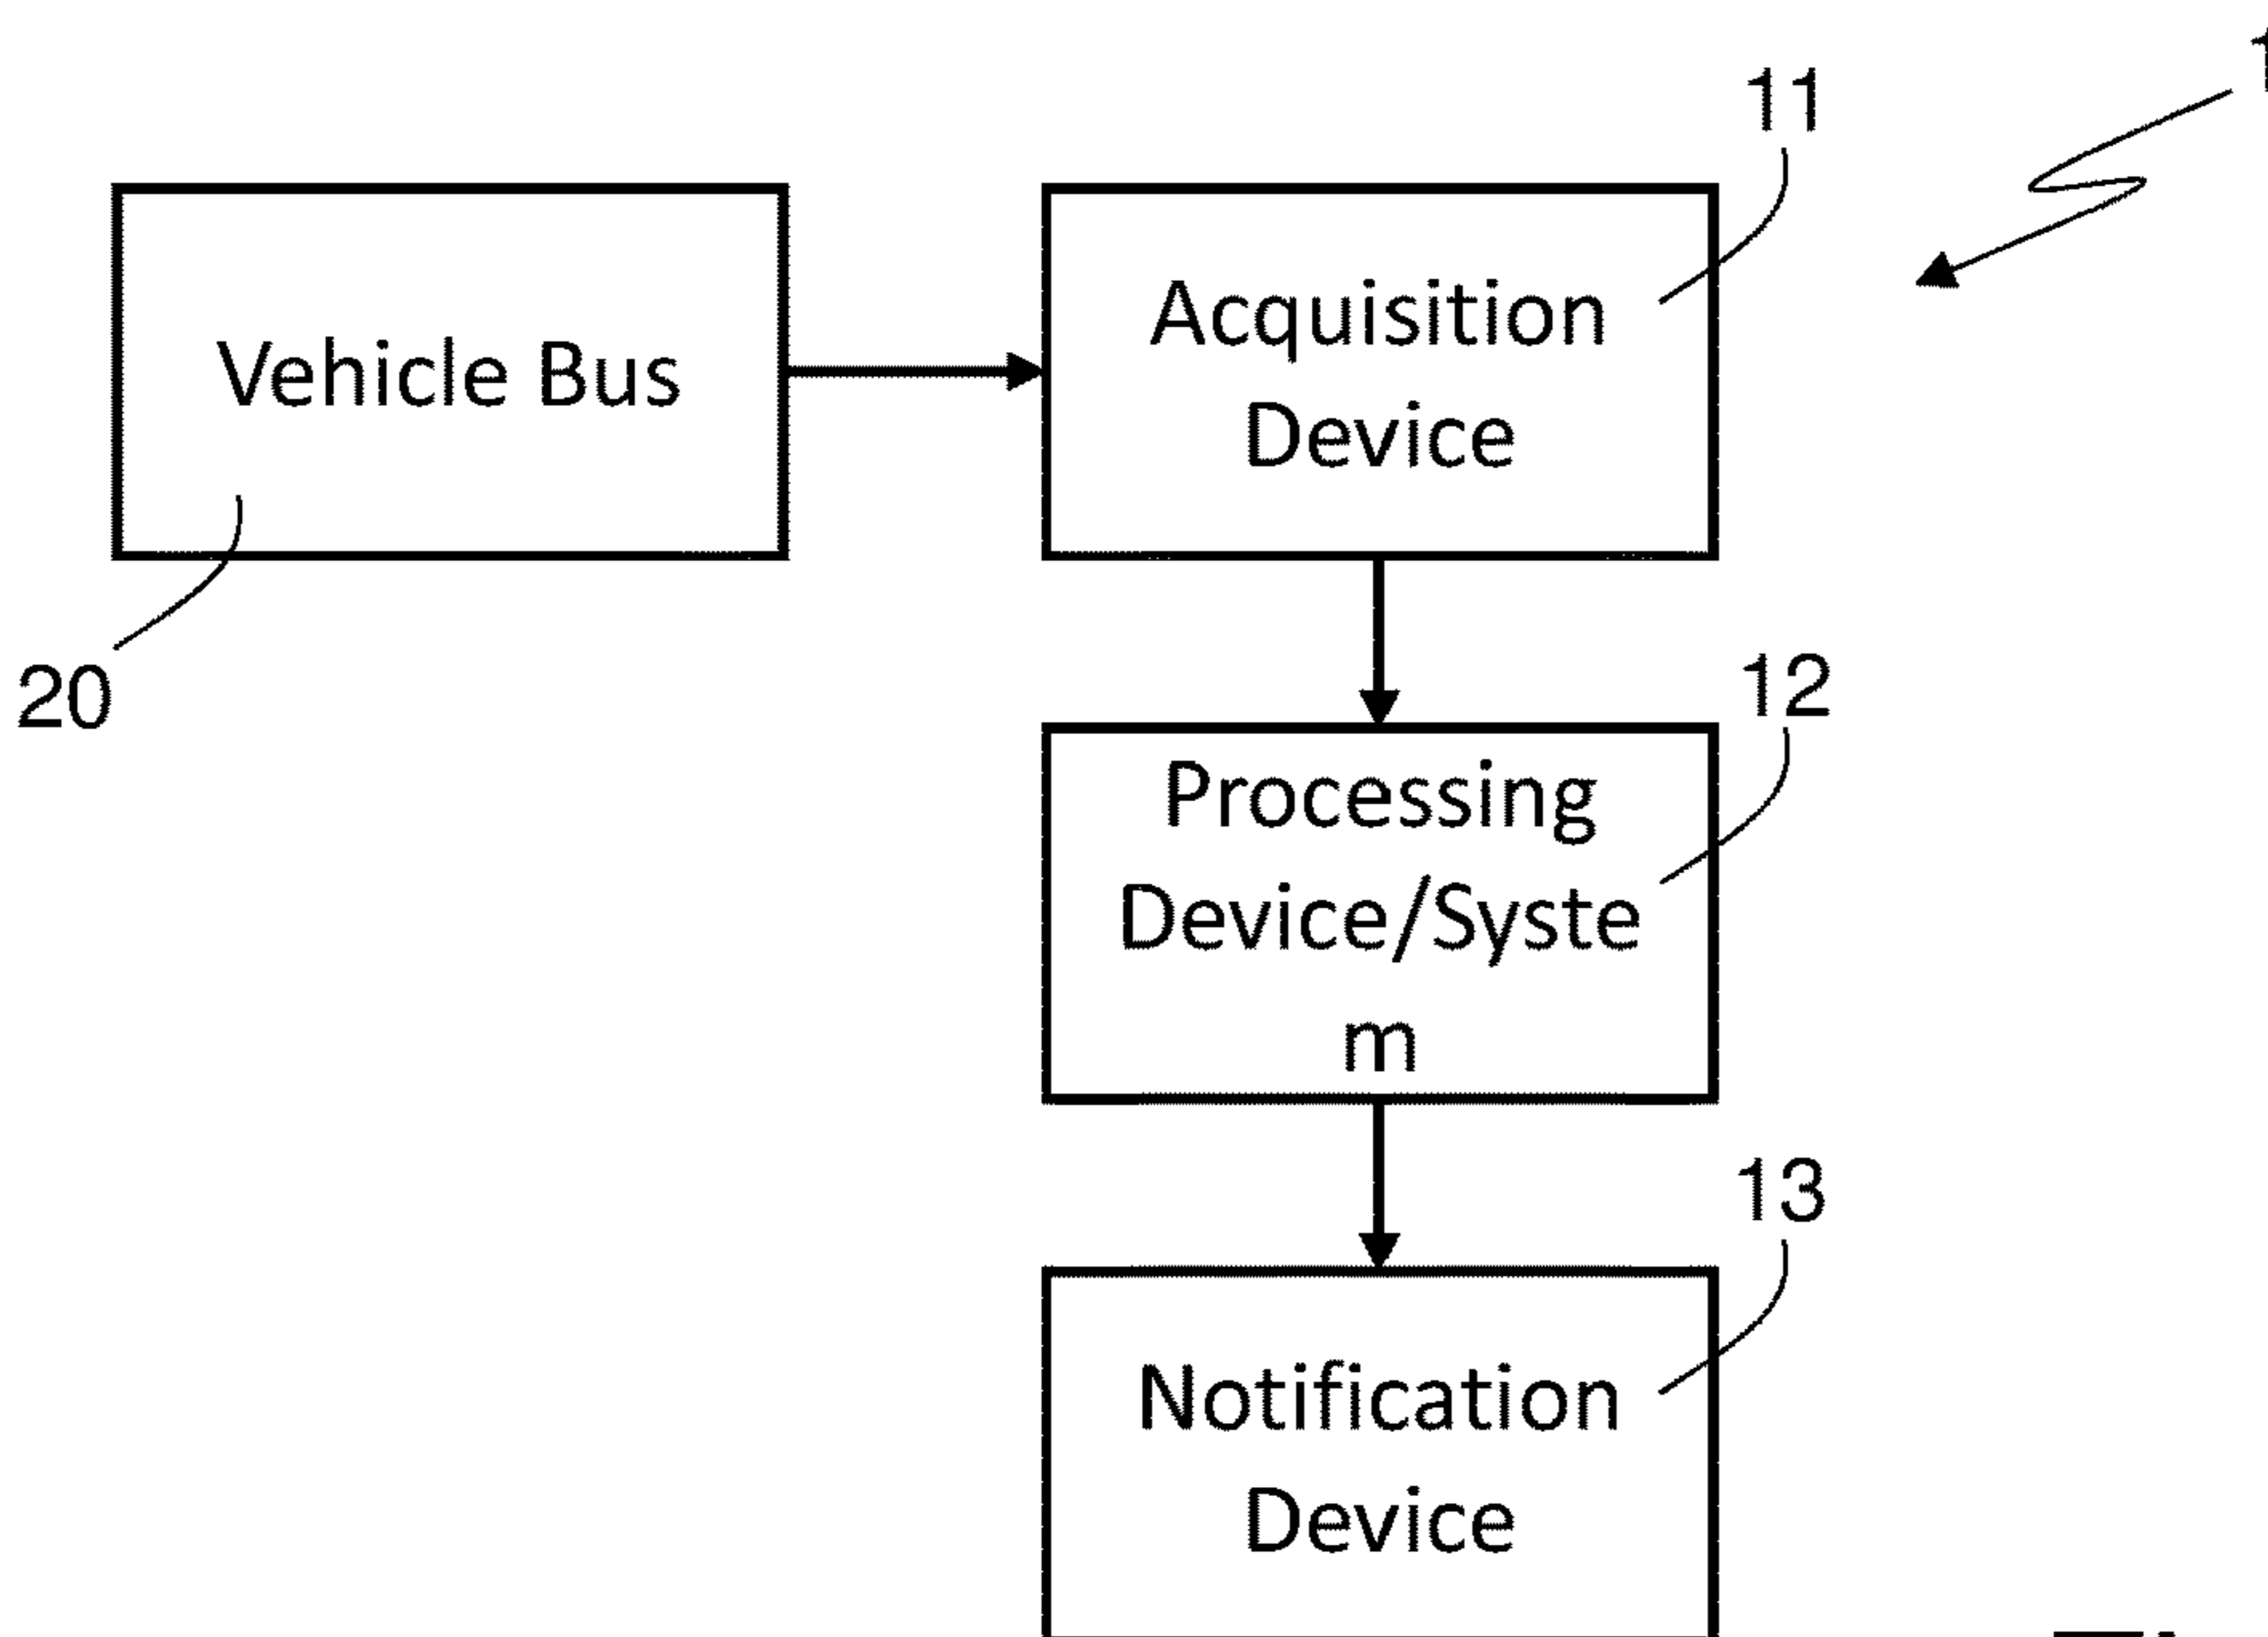 11
Vehicle Bus
Acquisition
Device
20
12
Processing
Device/Syste
m
13
Notification
Device